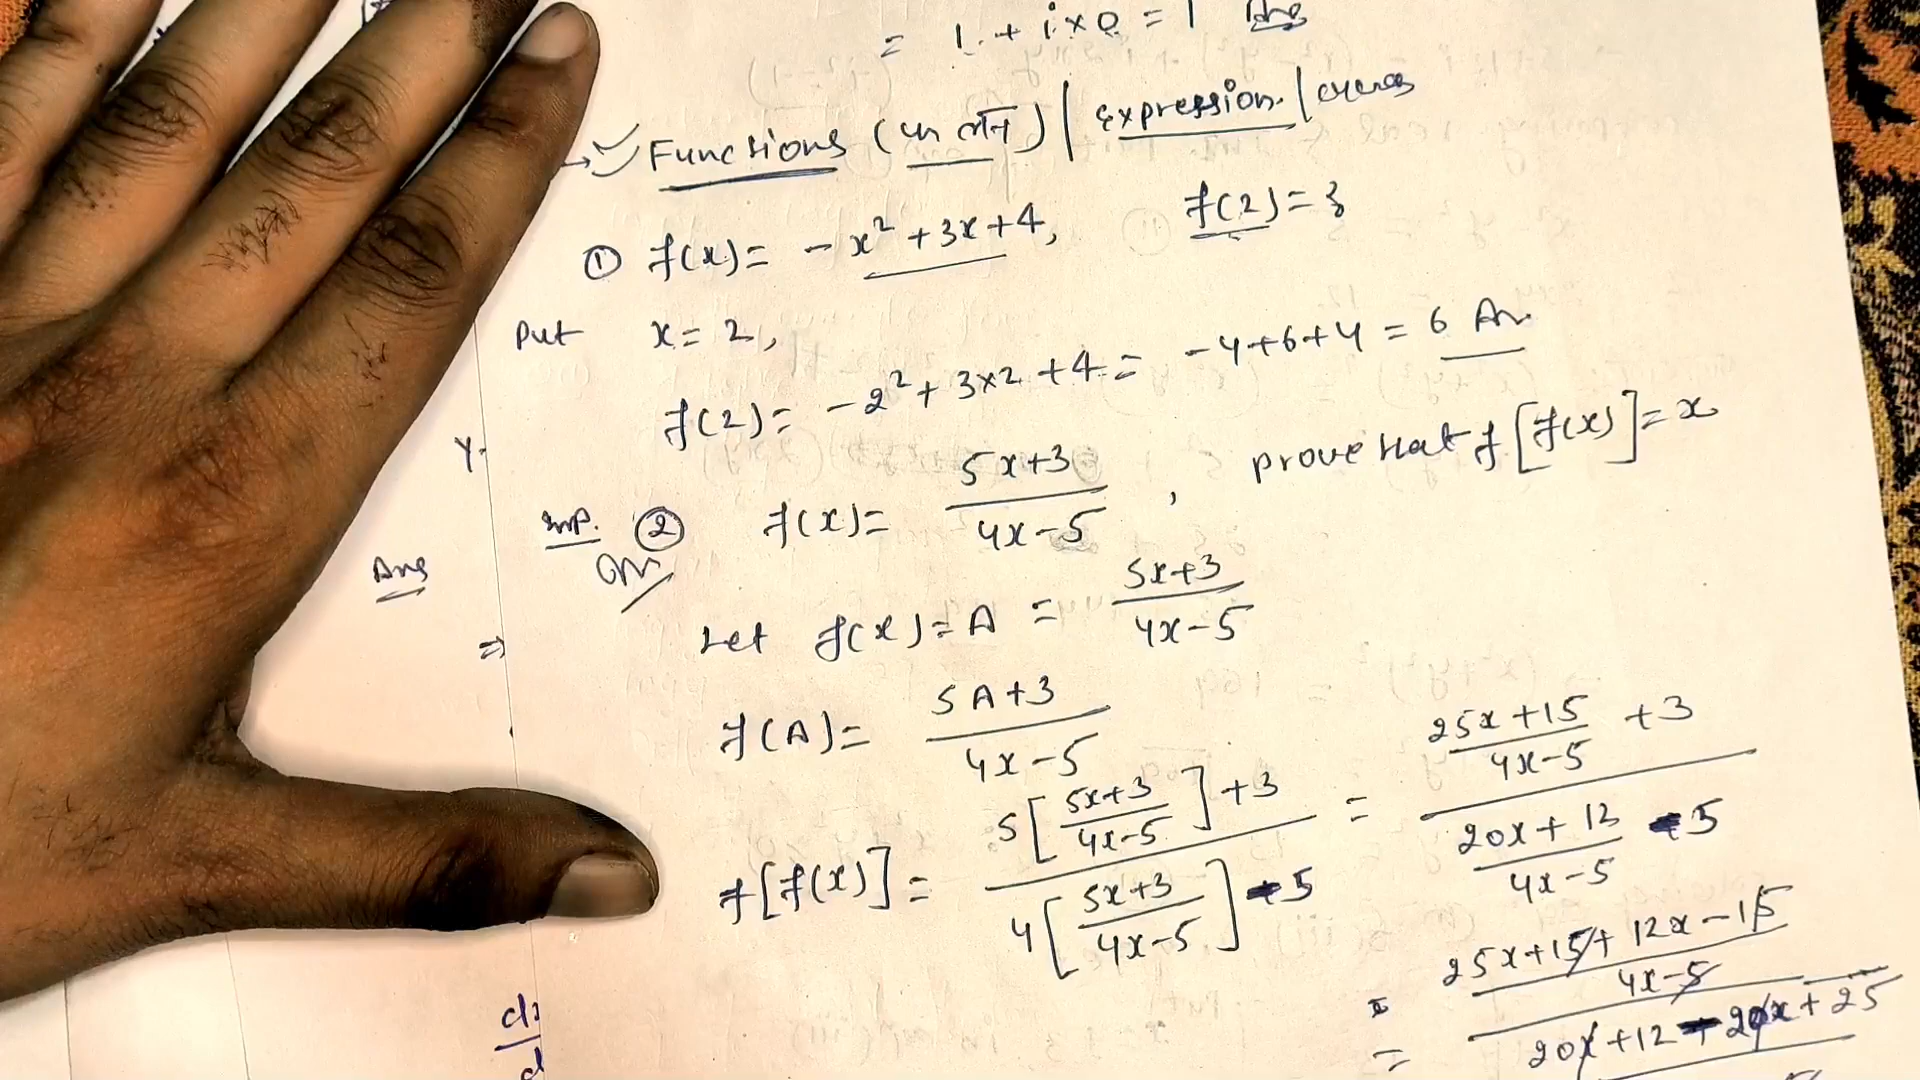 = 1 + i×0 = 1 Ans
→ Functions ( ) | expression. |
① f(x) = -x² + 3x + 4, f(2) = ?
Put x = 2,
f(2) = -2² + 3×2 + 4 = -4+6+4 = 6 An
Y.
Imp. ② f(x) = (5x+3)/(4x-5) , prove that f[f(x)] = x
Ans
Let f(x) = A = (5x+3)/(4x-5)
=>
f(A) = (5A+3)/(4x-5)
f[f(x)] = (5[(5x+3)/(4x-5)]+3)/(4[(5x+3)/(4x-5)]-5) = ((25x+15)/(4x-5) +3)/((20x+12)/(4x-5) -5)
= (25x+15+12x-15)/(4x-5)
= 20x+12-20x+25